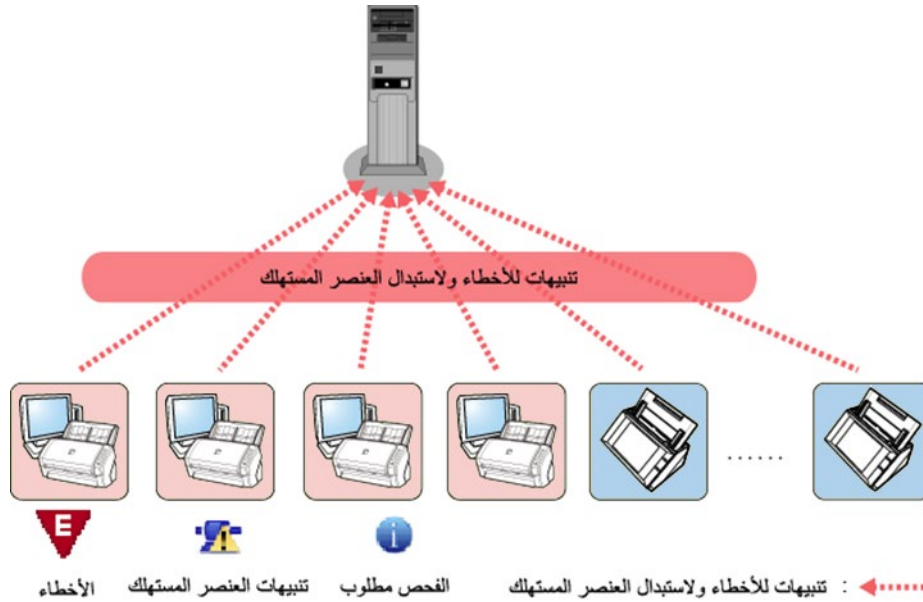 تنبيهات للأخطاء ولاستبدال العنصر المستهلك
......
E
i
الأخطاء
تنبيهات العنصر المستهلك
الفحص مطلوب
: تنبيهات للأخطاء ولاستبدال العنصر المستهلك